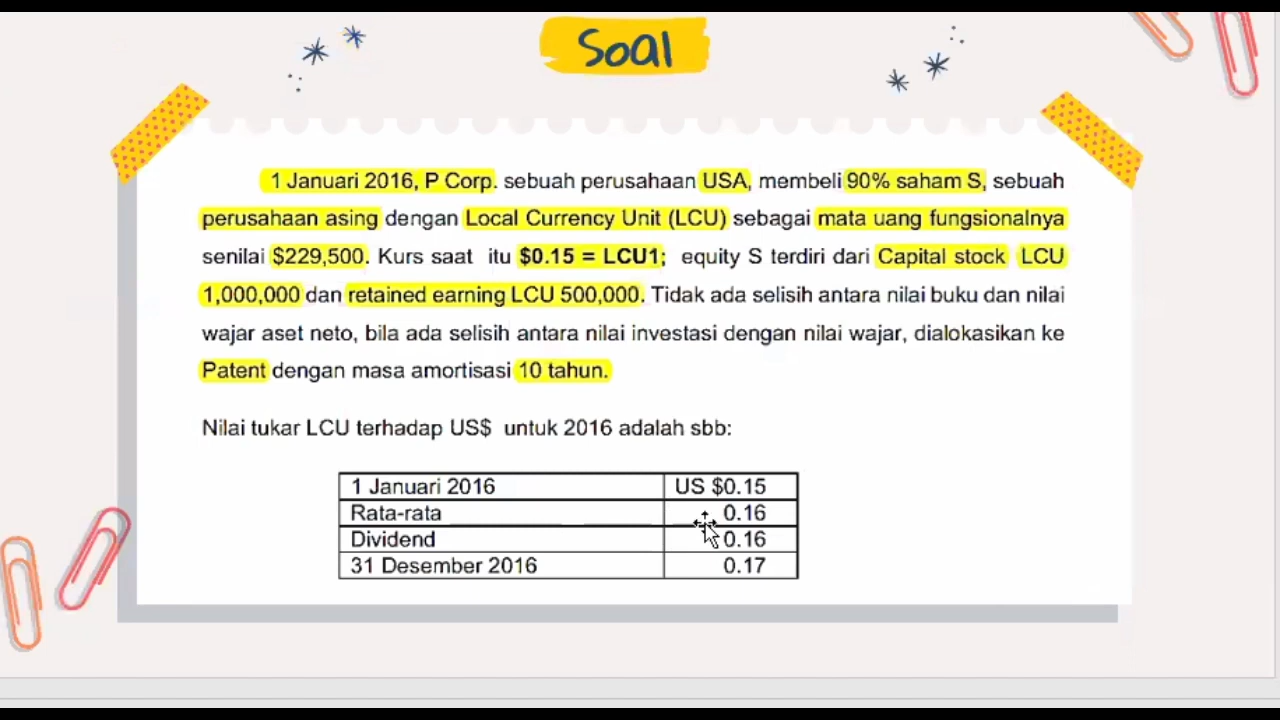 Soal
1 Januari 2016, P Corp. sebuah perusahaan USA, membeli 90% saham S, sebuah
perusahaan asing dengan Local Currency Unit (LCU) sebagai mata uang fungsionalnya
senilai $229,500. Kurs saat itu $0.15 = LCU1; equity S terdiri dari Capital stock LCU
1,000,000 dan retained earning LCU 500,000. Tidak ada selisih antara nilai buku dan nilai
wajar aset neto, bila ada selisih antara nilai investasi dengan nilai wajar, dialokasikan ke
Patent dengan masa amortisasi 10 tahun.
Nilai tukar LCU terhadap US$ untuk 2016 adalah sbb:
1 Januari 2016 US $0.15
Rata-rata 0.16
Dividend 0.16
31 Desember 2016 0.17